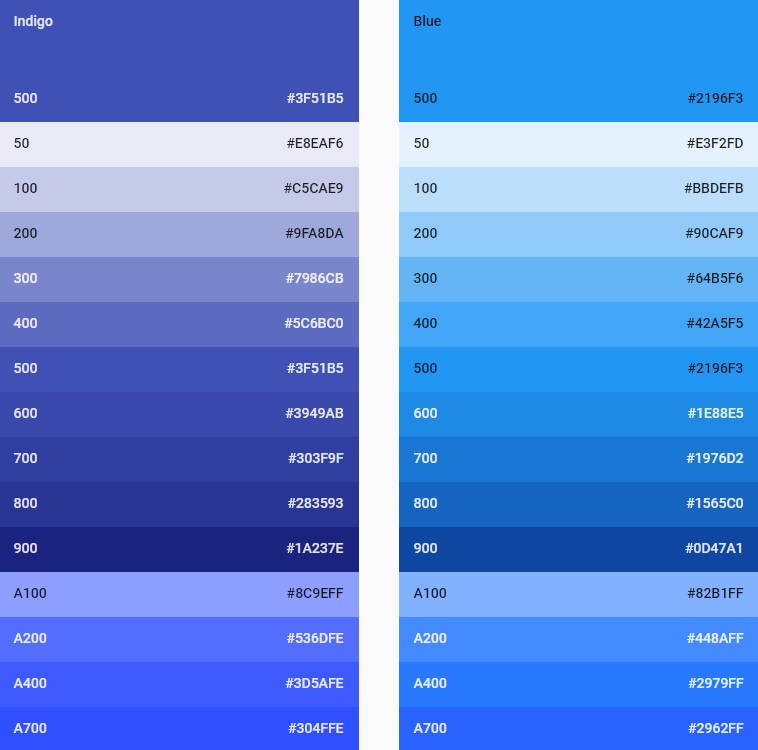 Indigo
500 #3F51B5
50 #E8EAF6
100 #C5CAE9
200 #9FA8DA
300 #7986CB
400 #5C6BC0
500 #3F51B5
600 #3949AB
700 #303F9F
800 #283593
900 #1A237E
A100 #8C9EFF
A200 #536DFE
A400 #3D5AFE
A700 #304FFE
Blue
500 #2196F3
50 #E3F2FD
100 #BBDEFB
200 #90CAF9
300 #64B5F6
400 #42A5F5
500 #2196F3
600 #1E88E5
700 #1976D2
800 #1565C0
900 #0D47A1
A100 #82B1FF
A200 #448AFF
A400 #2979FF
A700 #2962FF